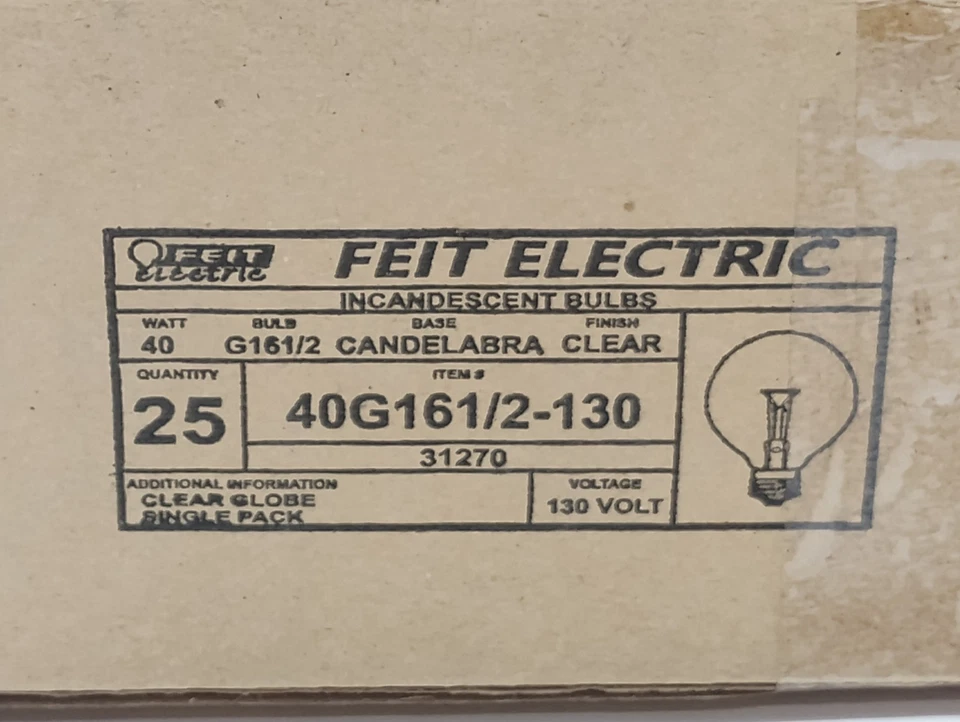 FEIT electric FEIT ELECTRIC
INCANDESCENT BULBS
WATT BULB BASE FINISH
40 G161/2 CANDELABRA CLEAR
QUANTITY ITEM #
25 40G161/2-130
31270
ADDITIONAL INFORMATION VOLTAGE
CLEAR GLOBE 130 VOLT
SINGLE PACK